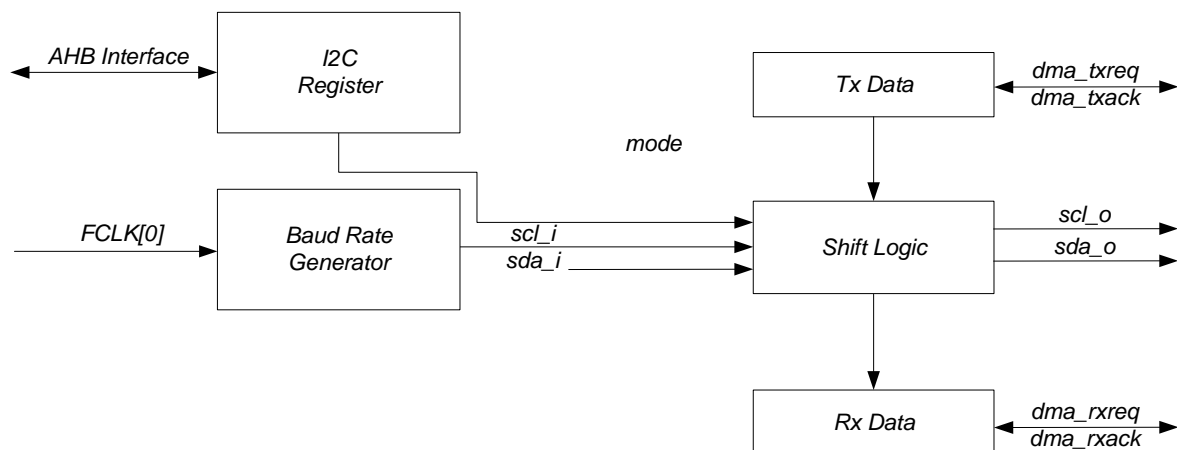 AHB Interface
I2C
Register
Tx Data
dma_txreq
dma_txack
mode
FCLK[0]
Baud Rate
Generator
scl_i
sda_i
Shift Logic
scl_o
sda_o
Rx Data
dma_rxreq
dma_rxack